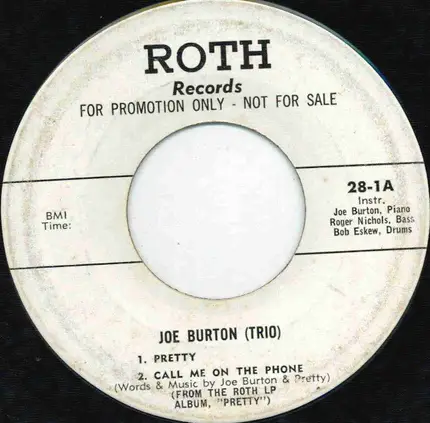 ROTH
Records
FOR PROMOTION ONLY - NOT FOR SALE
BMI
Time:
28-1A
Instr.
Joe Burton, Piano
Roger Nichols, Bass
Bob Eskew, Drums
JOE BURTON (TRIO)
1. PRETTY
2. CALL ME ON THE PHONE
(Words & Music by Joe Burton & Pretty)
(FROM THE ROTH LP
ALBUM, "PRETTY")